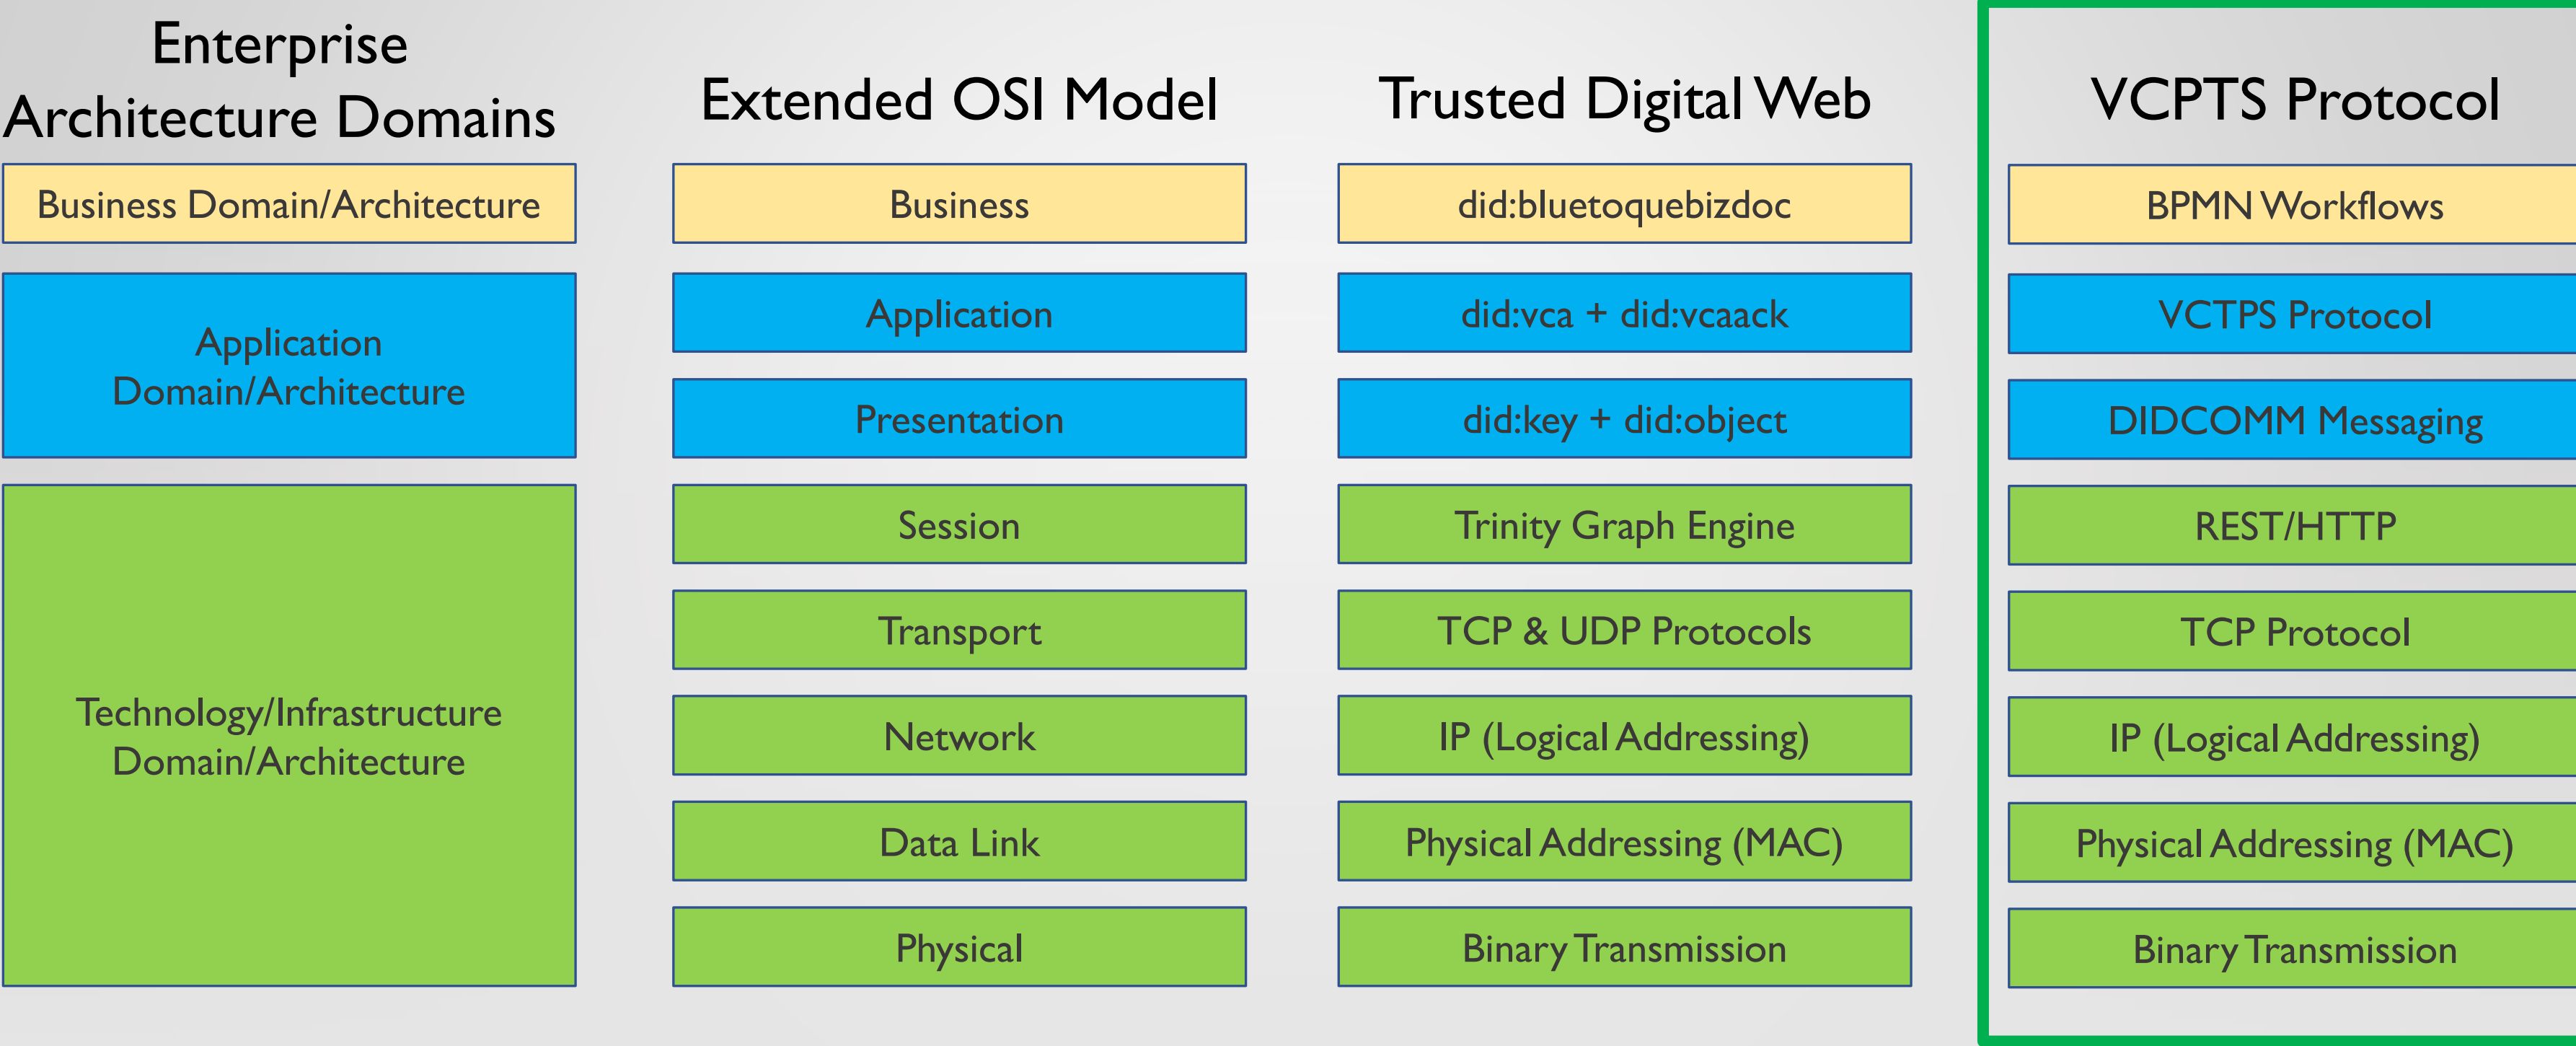 Enterprise
Architecture Domains
Business Domain/Architecture
Application
Domain/Architecture
Technology/Infrastructure
Domain/Architecture
Extended OSI Model
Business
Application
Presentation
Session
Transport
Network
Data Link
Physical
Trusted Digital Web
did:bluetoquebizdoc
did:vca + did:vcaack
did:key + did:object
Trinity Graph Engine
TCP & UDP Protocols
IP (Logical Addressing)
Physical Addressing (MAC)
Binary Transmission
VCPTS Protocol
BPMN Workflows
VCTPS Protocol
DIDCOMM Messaging
REST/HTTP
TCP Protocol
IP (Logical Addressing)
Physical Addressing (MAC)
Binary Transmission